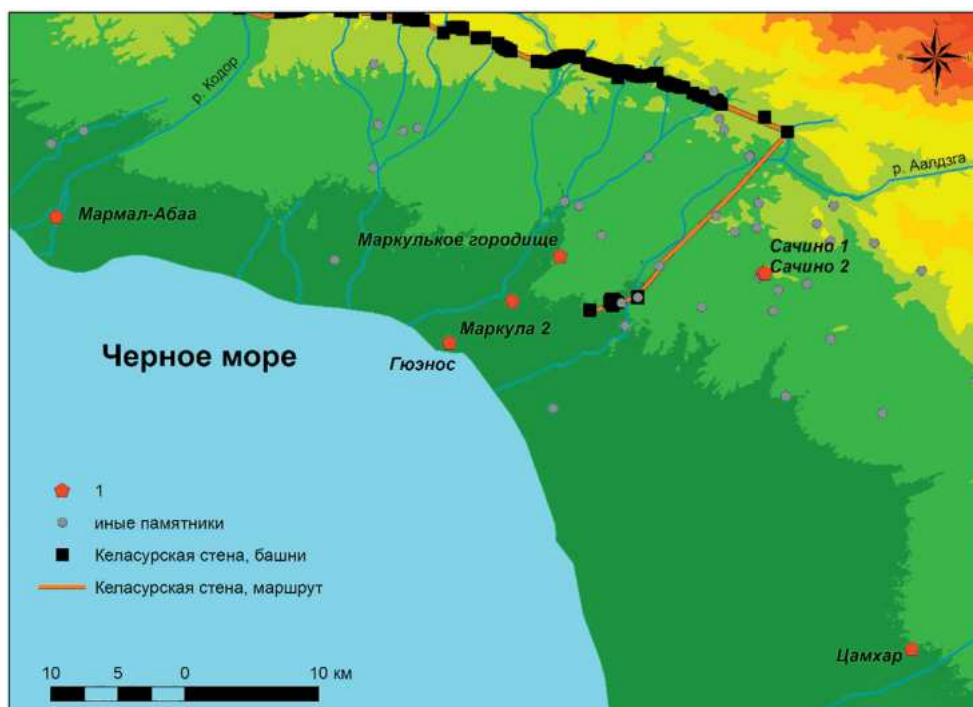 р. Кодор
р. Аалдзга
Мармал-Абаа
Маркулькое городище
Сачино 1
Сачино 2
Маркула 2
Черное море
Гюэнос
1
иные памятники
Келасурская стена, башни
Келасурская стена, маршрут
Цамхар
10 5 0 10 км